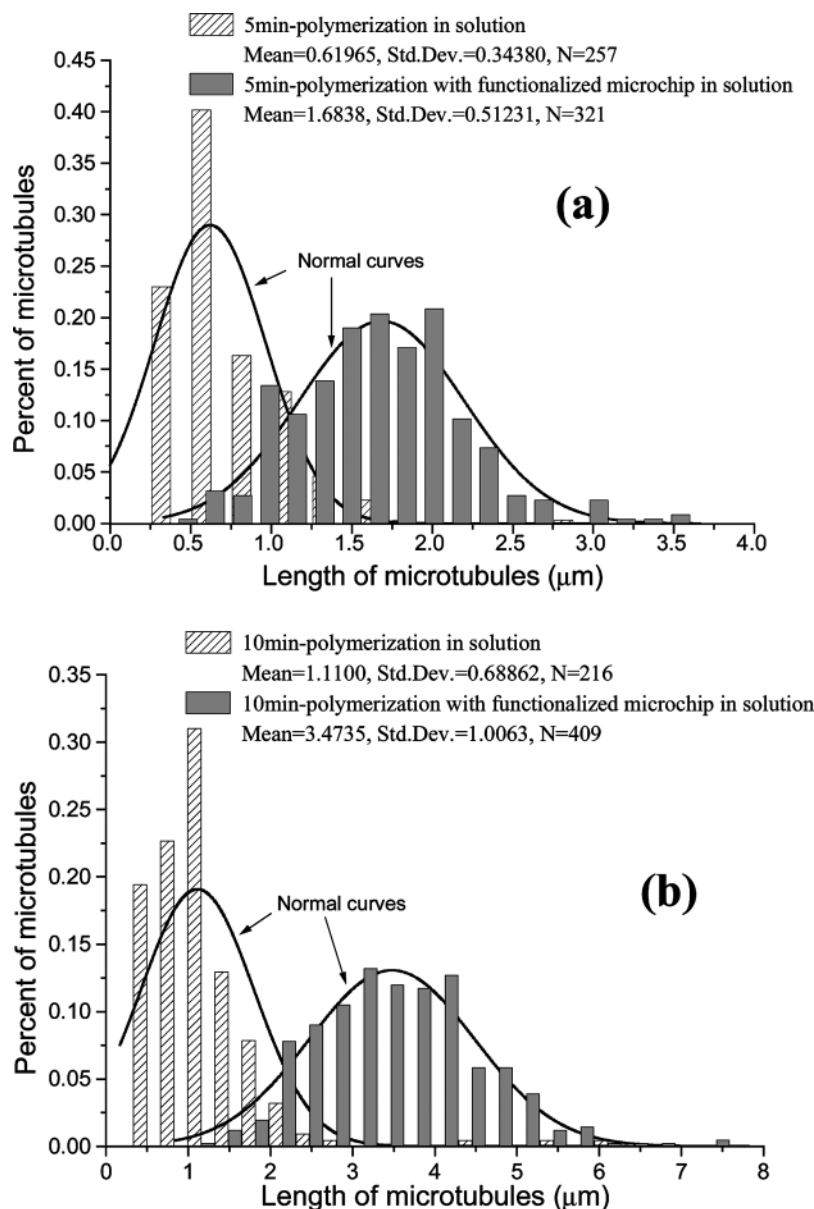 5min-polymerization in solution
Mean=0.61965, Std.Dev.=0.34380, N=257
5min-polymerization with functionalized microchip in solution
Mean=1.6838, Std.Dev.=0.51231, N=321
(a)
Normal curves
Percent of microtubules
0.45
0.40
0.35
0.30
0.25
0.20
0.15
0.10
0.05
0.00
0.0 0.5 1.0 1.5 2.0 2.5 3.0 3.5 4.0
Length of microtubules (μm)
10min-polymerization in solution
Mean=1.1100, Std.Dev.=0.68862, N=216
10min-polymerization with functionalized microchip in solution
Mean=3.4735, Std.Dev.=1.0063, N=409
(b)
Normal curves
Percent of microtubules
0.35
0.30
0.25
0.20
0.15
0.10
0.05
0.00
0 1 2 3 4 5 6 7 8
Length of microtubules (μm)